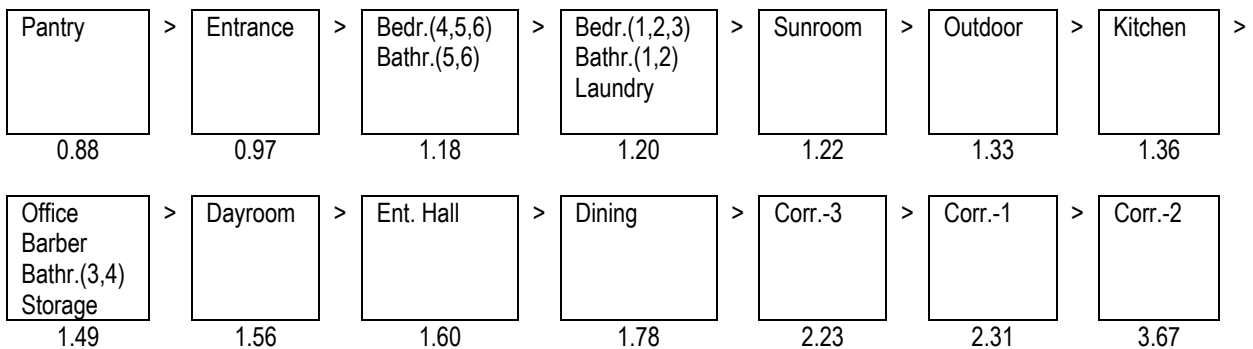 Pantry > Entrance > Bedr.(4,5,6) > Bedr.(1,2,3) > Sunroom > Outdoor > Kitchen >
Bathr.(5,6) Bathr.(1,2)
Laundry
0.88 0.97 1.18 1.20 1.22 1.33 1.36
Office > Dayroom > Ent. Hall > Dining > Corr.-3 > Corr.-1 > Corr.-2
Barber
Bathr.(3,4)
Storage
1.49 1.56 1.60 1.78 2.23 2.31 3.67